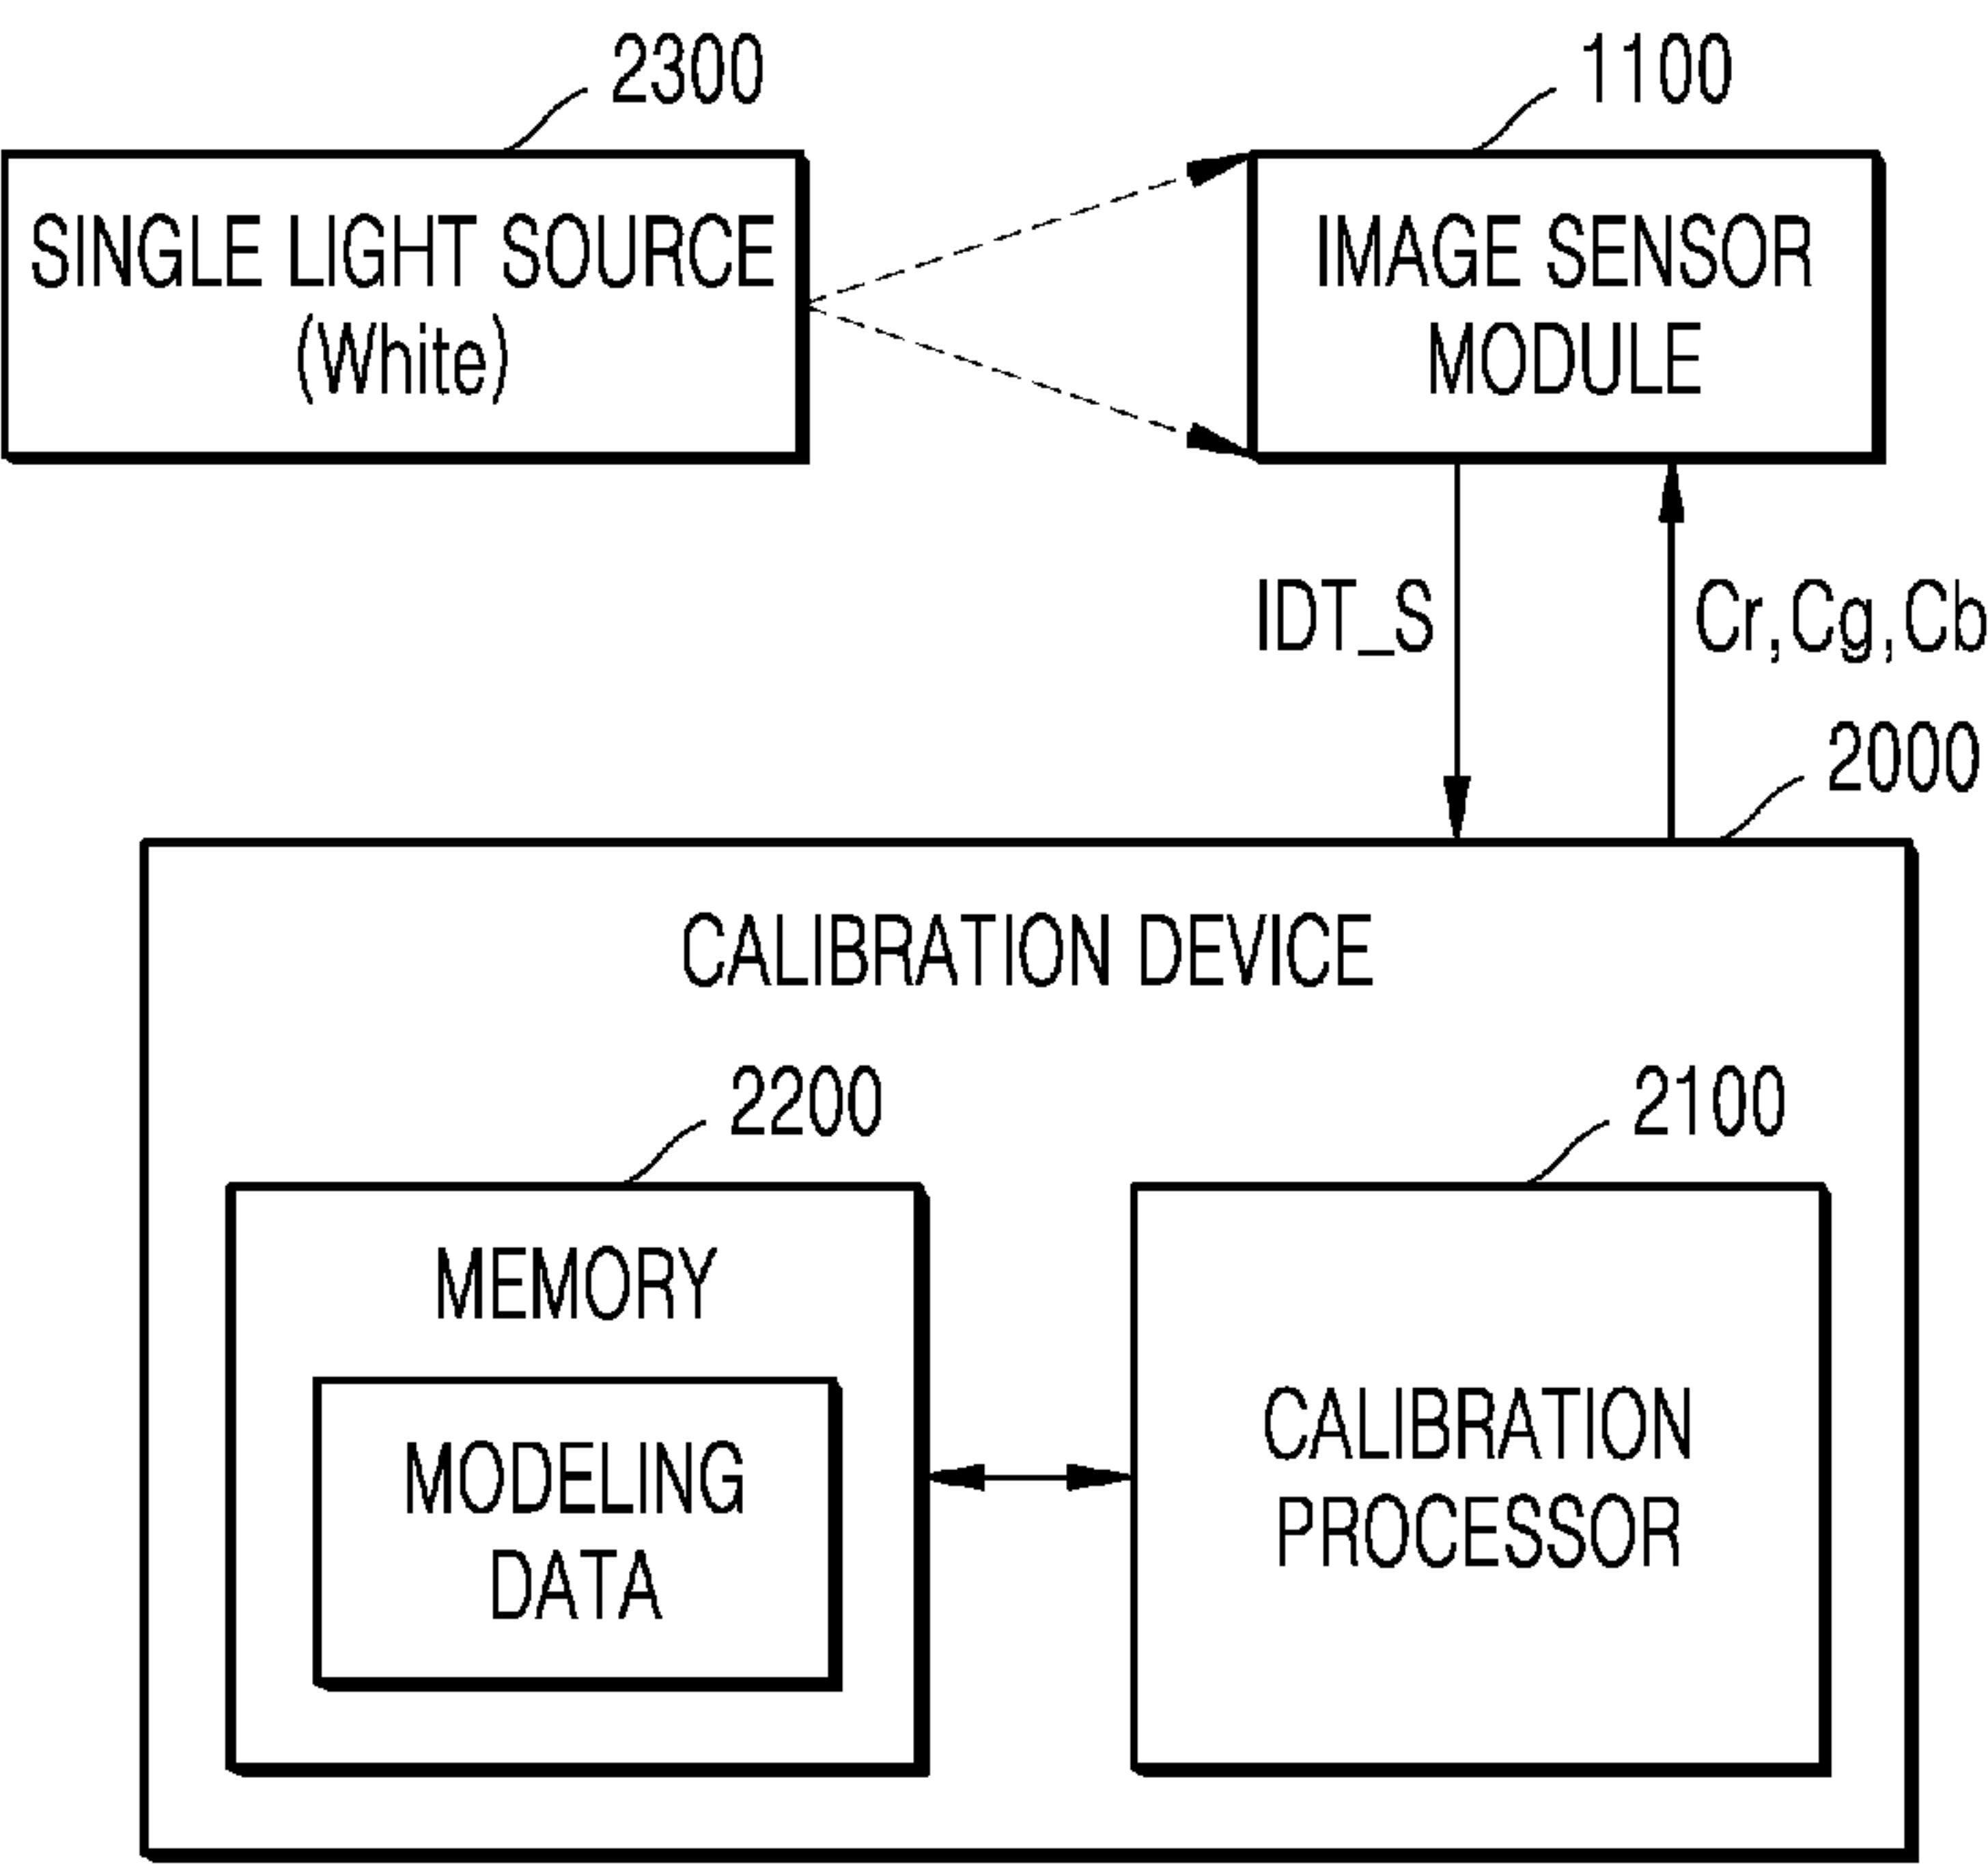 2300
1100
SINGLE LIGHT SOURCE
(White)
IMAGE SENSOR
MODULE
IDT_S
Cr,Cg,Cb
2000
CALIBRATION DEVICE
2200
2100
MEMORY
MODELING
DATA
CALIBRATION
PROCESSOR